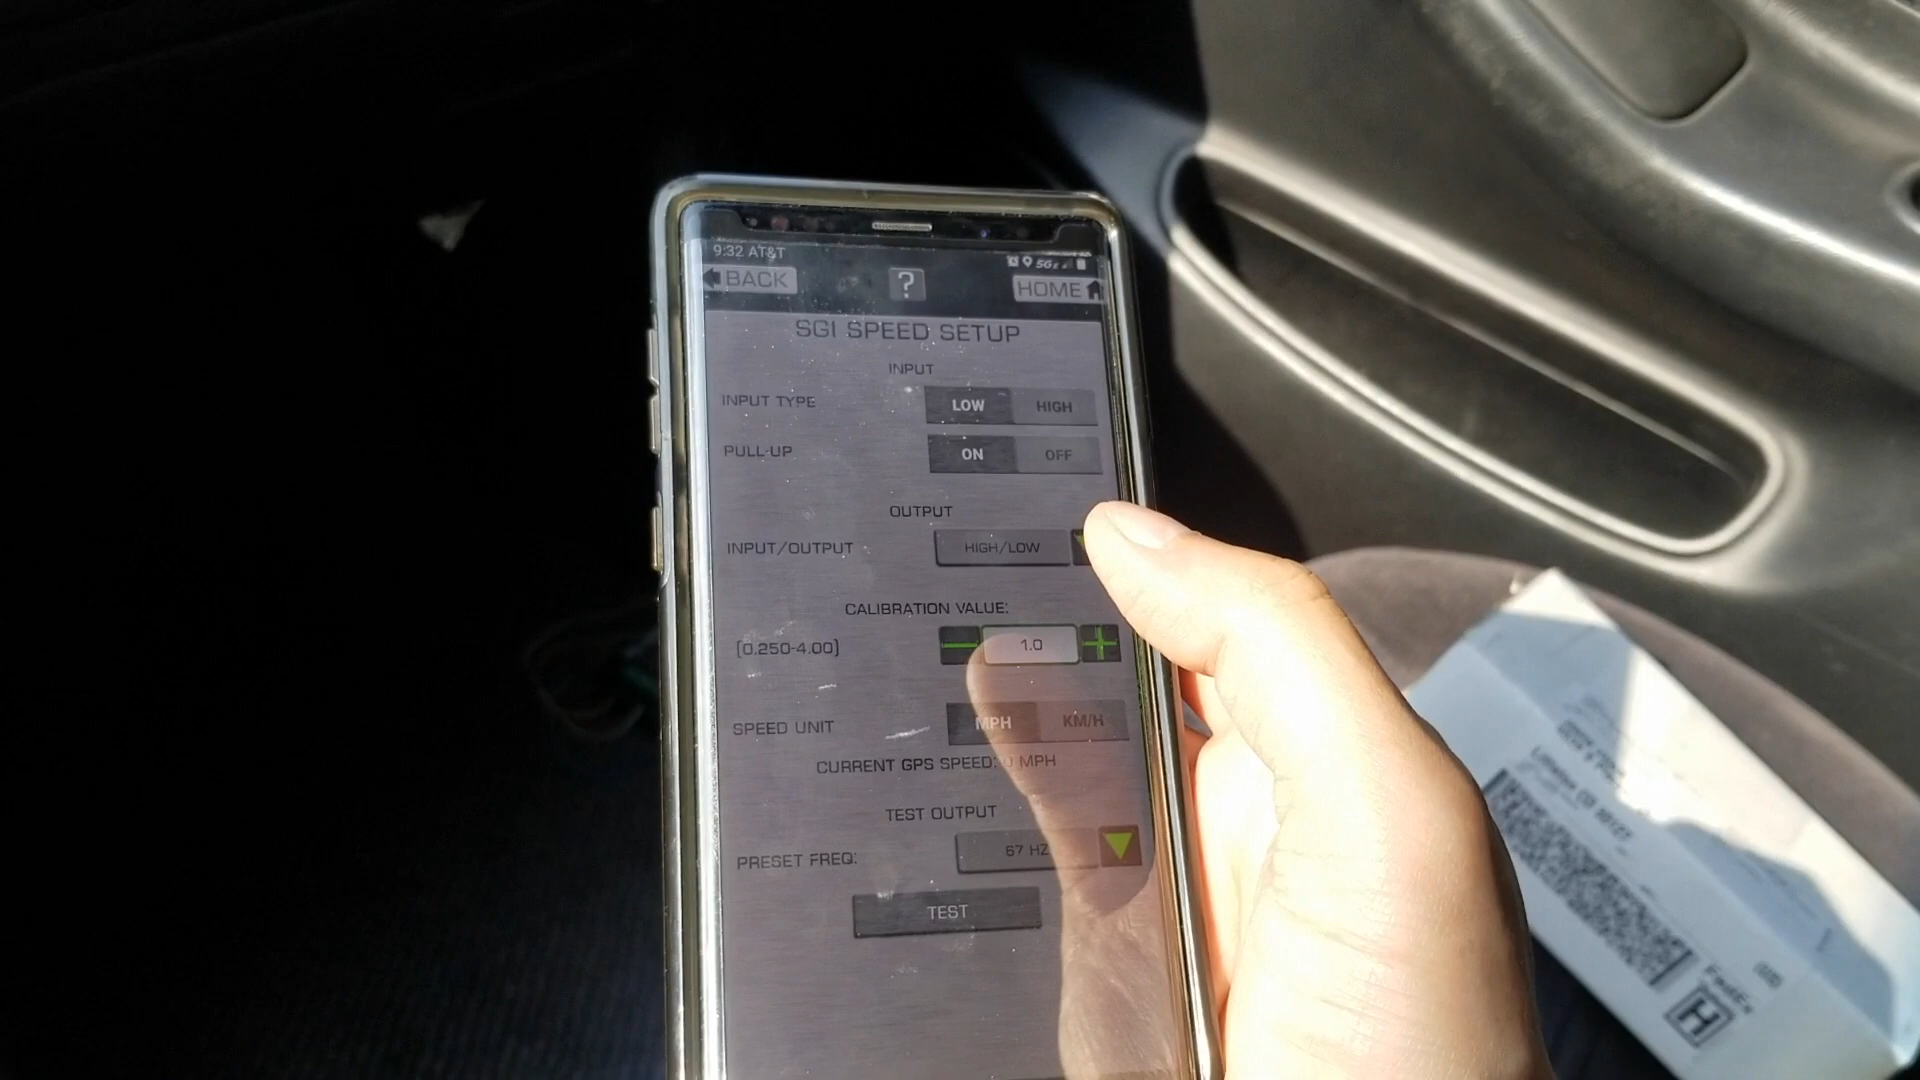 9:32 AT&T
5G E
BACK
?
HOME
SGI SPEED SETUP
INPUT
INPUT TYPE LOW HIGH
PULL-UP ON OFF
OUTPUT
INPUT/OUTPUT HIGH/LOW
CALIBRATION VALUE:
[0.250-4.00] 1.0
SPEED UNIT MPH KM/H
CURRENT GPS SPEED: 0 MPH
TEST OUTPUT
PRESET FREQ: 67 HZ
TEST
FedEx
H